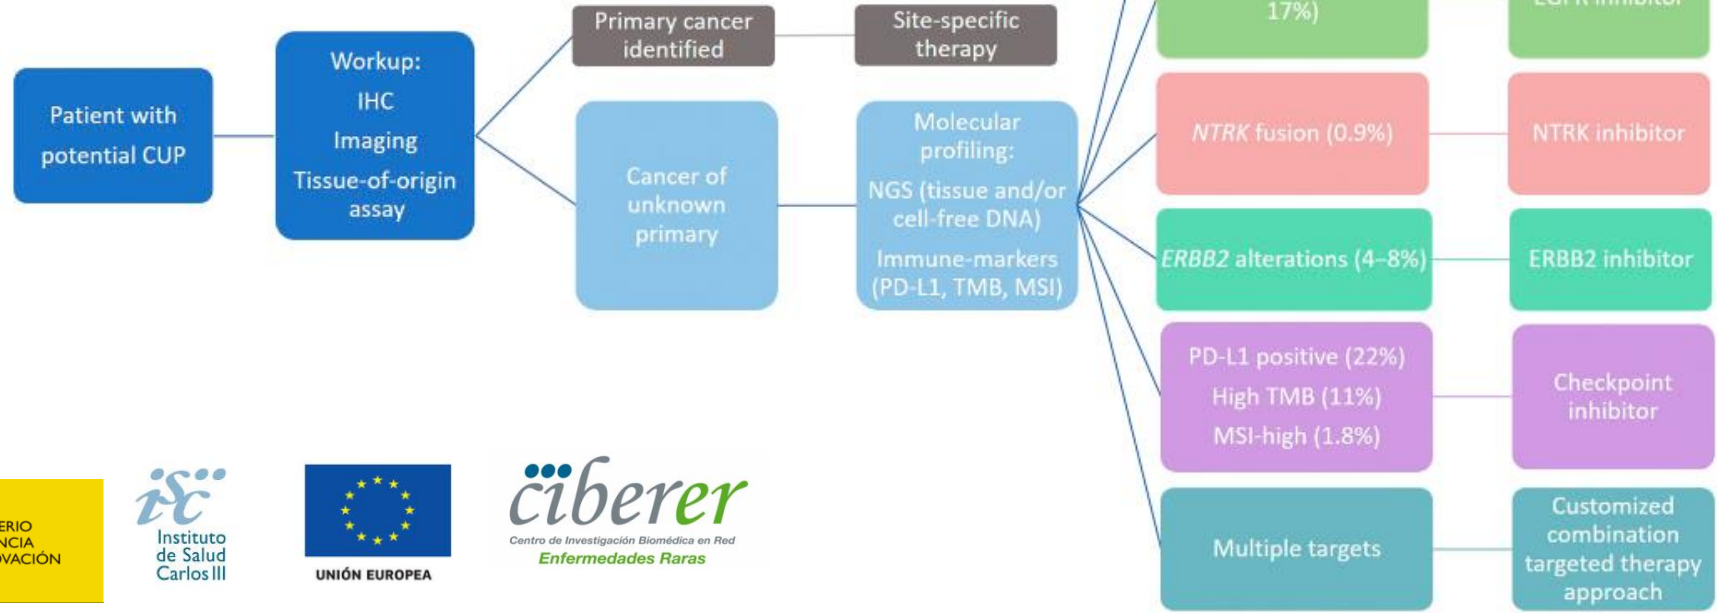 Patient with
potential CUP
Workup:
IHC
Imaging
Tissue-of-origin
assay
Primary cancer
identified
Site-specific
therapy
Cancer of
unknown
primary
Molecular
profiling:
NGS (tissue and/or
cell-free DNA)
Immune-markers
(PD-L1, TMB, MSI)
17%)
NTRK fusion (0.9%)
NTRK inhibitor
ERBB2 alterations (4–8%)
ERBB2 inhibitor
PD-L1 positive (22%)
High TMB (11%)
MSI-high (1.8%)
Checkpoint
inhibitor
Multiple targets
Customized
combination
targeted therapy
approach
ERIO
NCIA
OVACIÓN
isc
Instituto
de Salud
Carlos III
UNIÓN EUROPEA
ciberer
Centro de Investigación Biomédica en Red
Enfermedades Raras